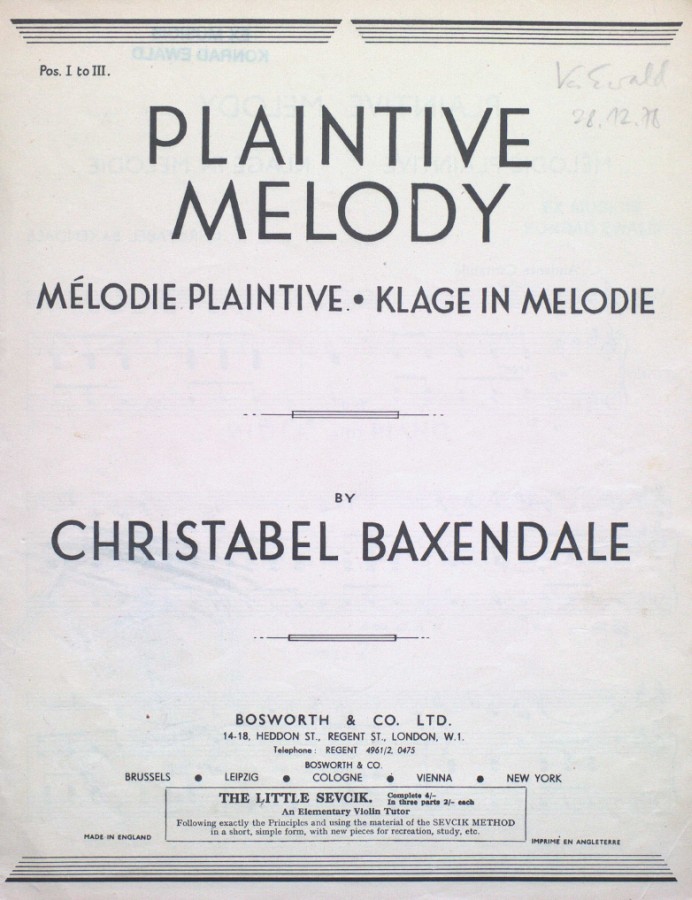 Pos. I to III.
K. Ewald
28.12.78
PLAINTIVE
MELODY
MÉLODIE PLAINTIVE • KLAGE IN MELODIE
BY
CHRISTABEL BAXENDALE
BOSWORTH & CO. LTD.
14-18, HEDDON ST., REGENT ST., LONDON, W.1.
Telephone: REGENT 4961/2, 0475
BOSWORTH & CO.
BRUSSELS • LEIPZIG • COLOGNE • VIENNA • NEW YORK
THE LITTLE SEVCIK. Complete 4/-
In three parts 2/- each
An Elementary Violin Tutor
Following exactly the Principles and using the material of the SEVCIK METHOD
in a short, simple form, with new pieces for recreation, study, etc.
MADE IN ENGLAND
IMPRIMÉ EN ANGLETERRE